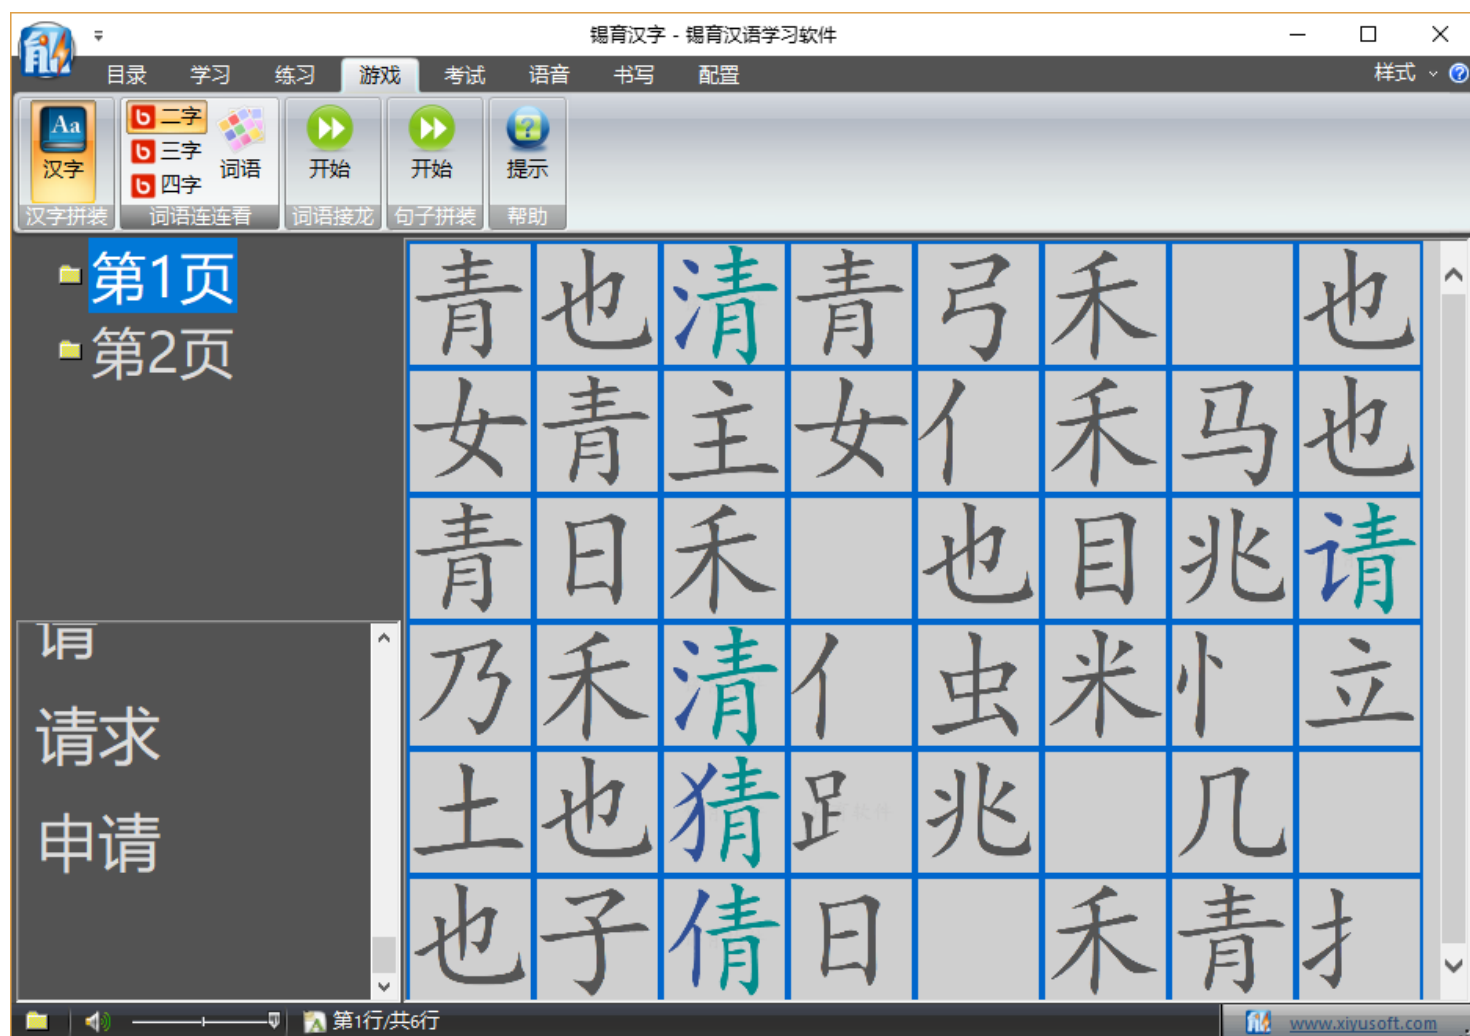 锡育汉字 - 锡育汉语学习软件
目录 学习 练习 游戏 考试 语音 书写 配置 样式
Aa 汉字
汉字拼装
二字
三字
四字
词语
词语连连看
开始
词语接龙
开始
句子拼装
提示
帮助
第1页
第2页
请
请求
申请
青 也 清 青 弓 禾 也
女 青 主 女 亻 禾 马 也
青 日 禾 也 目 兆 请
乃 禾 清 亻 虫 米 忄 立
土 也 猜 𧾷 兆 几
也 子 倩 日 禾 青 扌
第1行/共6行
www.xiyusoft.com